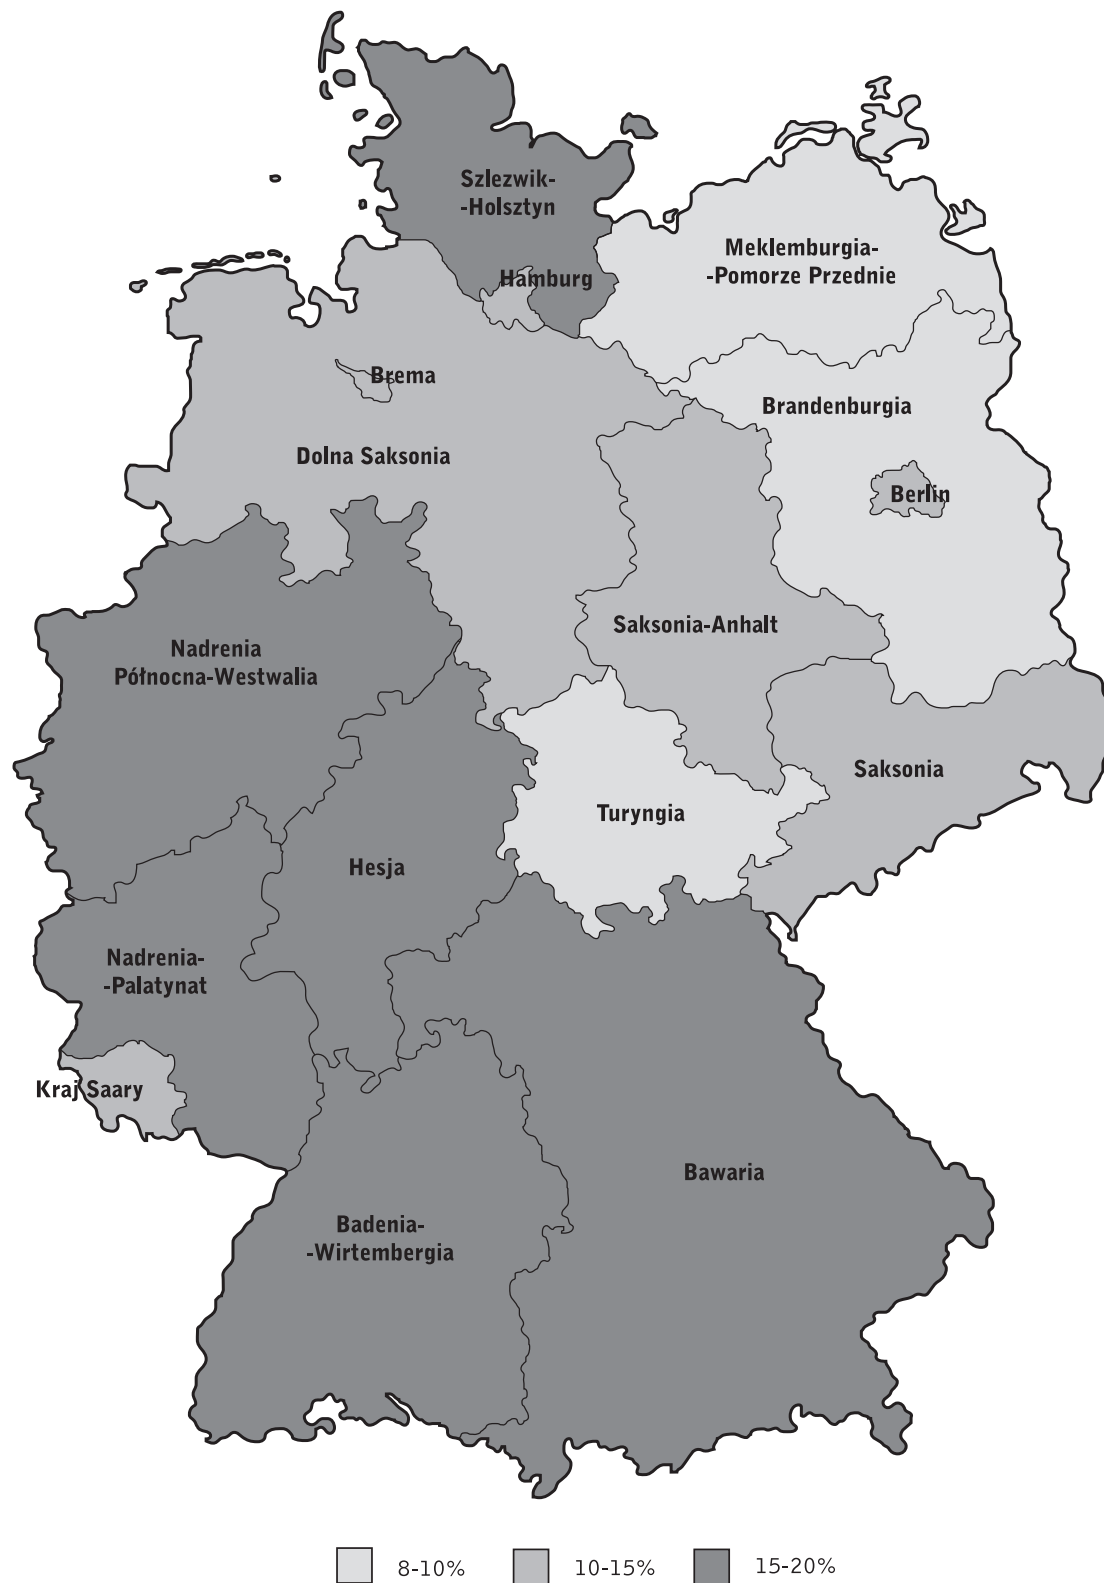 Szlezwik-
-Holsztyn
Meklemburgia-
-Pomorze Przednie
Hamburg
Brema
Brandenburgia
Dolna Saksonia
Berlin
Saksonia-Anhalt
Nadrenia
Północna-Westwalia
Saksonia
Turyngia
Hesja
Nadrenia-
-Palatynat
Kraj Saary
Bawaria
Badenia-
-Wirtembergia
8-10%
10-15%
15-20%